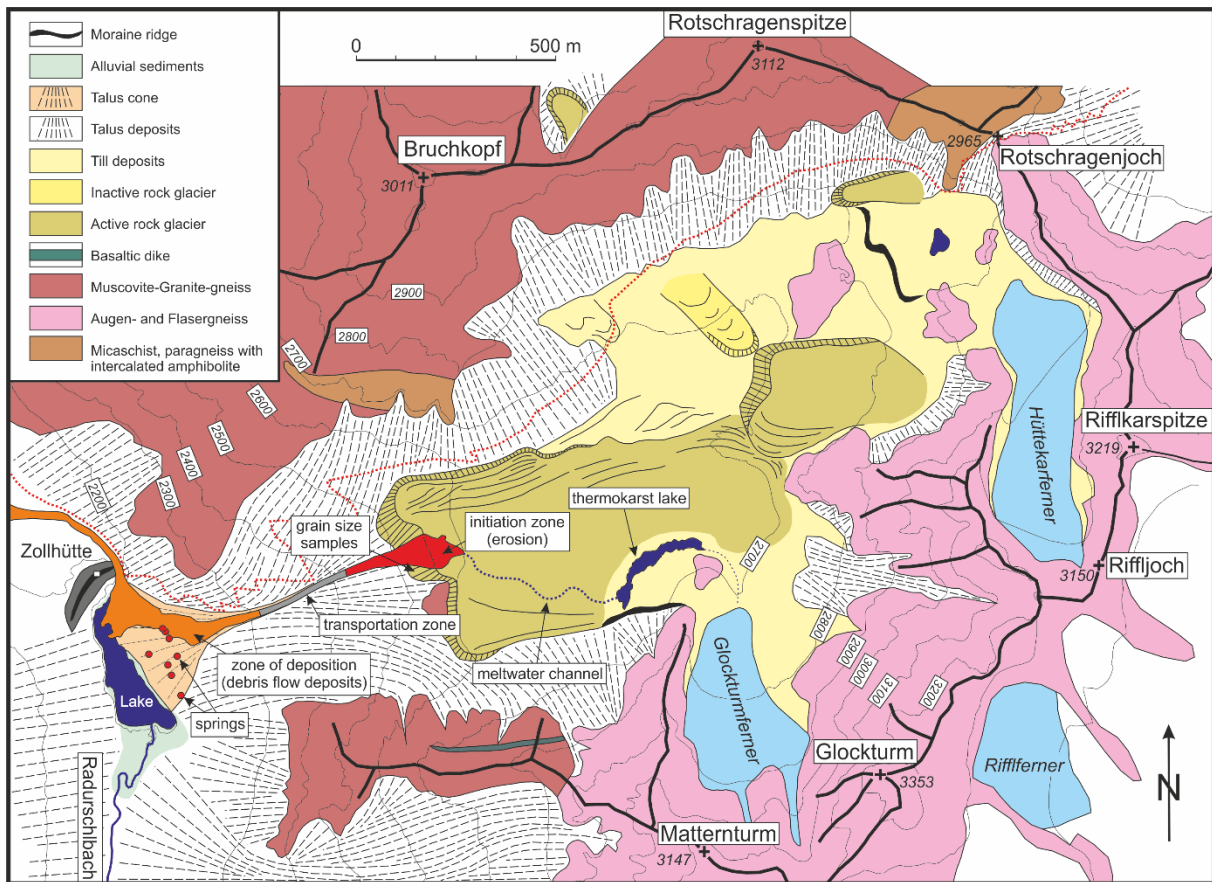 Moraine ridge
Alluvial sediments
Talus cone
Talus deposits
Till deposits
Inactive rock glacier
Active rock glacier
Basaltic dike
Muscovite-Granite-gneiss
Augen- and Flasergneiss
Micaschist, paragneiss with
intercalated amphibolite
0
500 m
Rotschragenspitze
3112
Bruchkopf
3011
2965
Rotschragenjoch
2900
2800
2700
2600
2500
2400
2300
2200
Hüttekarferner
Rifflkarspitze
3219
thermokarst lake
initiation zone
(erosion)
grain size
samples
2700
Zollhütte
3150
Riffljoch
transportation zone
2800
2900
3000
3100
3200
zone of deposition
(debris flow deposits)
meltwater channel
Glockturmferner
Lake
springs
Glockturm
3353
Rifflferner
Radurschlbach
N
Matternturm
3147